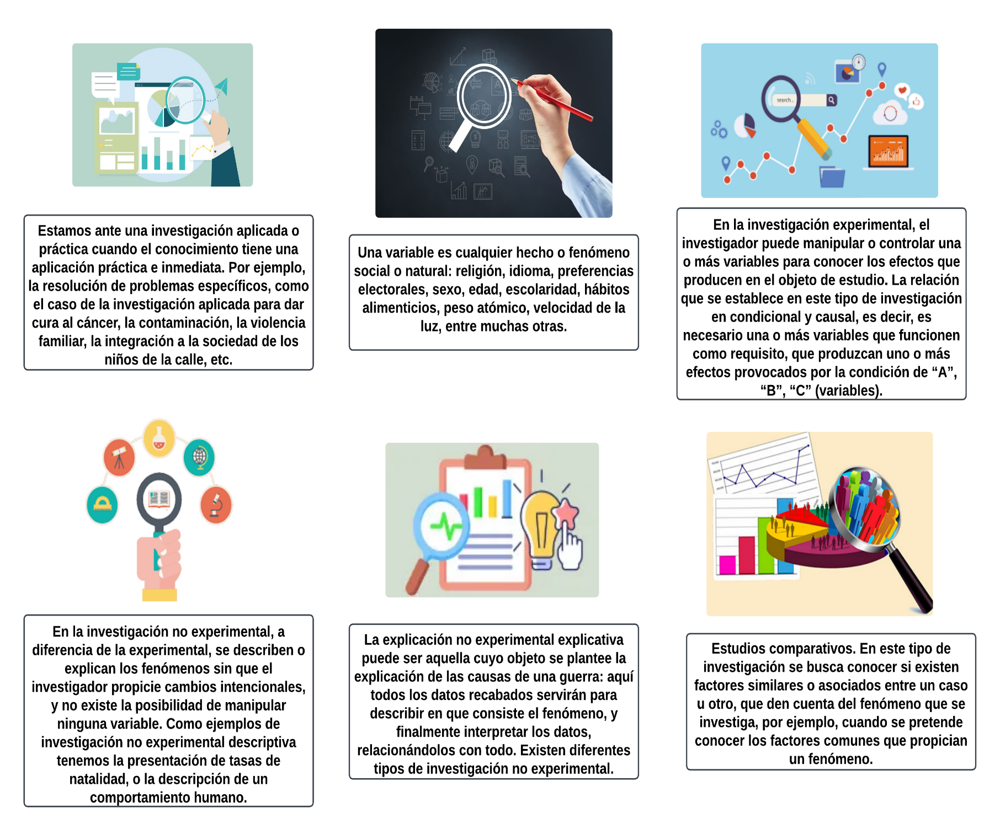 search...
Estamos ante una investigación aplicada o
práctica cuando el conocimiento tiene una
aplicación práctica e inmediata. Por ejemplo,
la resolución de problemas específicos, como
el caso de la investigación aplicada para dar
cura al cáncer, la contaminación, la violencia
familiar, la integración a la sociedad de los
niños de la calle, etc.
Una variable es cualquier hecho o fenómeno
social o natural: religión, idioma, preferencias
electorales, sexo, edad, escolaridad, hábitos
alimenticios, peso atómico, velocidad de la
luz, entre muchas otras.
En la investigación experimental, el
investigador puede manipular o controlar una
o más variables para conocer los efectos que
producen en el objeto de estudio. La relación
que se establece en este tipo de investigación
en condicional y causal, es decir, es
necesario una o más variables que funcionen
como requisito, que produzcan uno o más
efectos provocados por la condición de “A”,
“B”, “C” (variables).
En la investigación no experimental, a
diferencia de la experimental, se describen o
explican los fenómenos sin que el
investigador propicie cambios intencionales,
y no existe la posibilidad de manipular
ninguna variable. Como ejemplos de
investigación no experimental descriptiva
tenemos la presentación de tasas de
natalidad, o la descripción de un
comportamiento humano.
La explicación no experimental explicativa
puede ser aquella cuyo objeto se plantee la
explicación de las causas de una guerra: aquí
todos los datos recabados servirán para
describir en que consiste el fenómeno, y
finalmente interpretar los datos,
relacionándolos con todo. Existen diferentes
tipos de investigación no experimental.
Estudios comparativos. En este tipo de
investigación se busca conocer si existen
factores similares o asociados entre un caso
u otro, que den cuenta del fenómeno que se
investiga, por ejemplo, cuando se pretende
conocer los factores comunes que propician
un fenómeno.